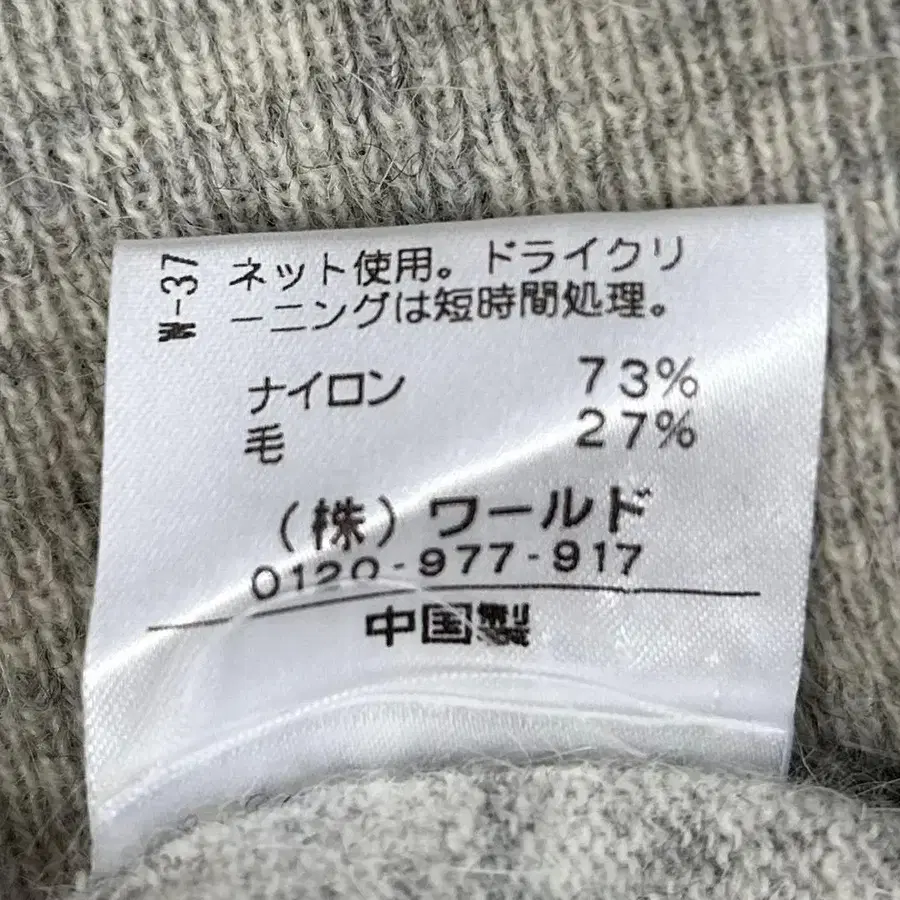 W-37
ネット使用。ドライクリ
ーニングは短時間処理。
ナイロン 73%
毛 27%
(株)ワールド
0120-977-917
中国製